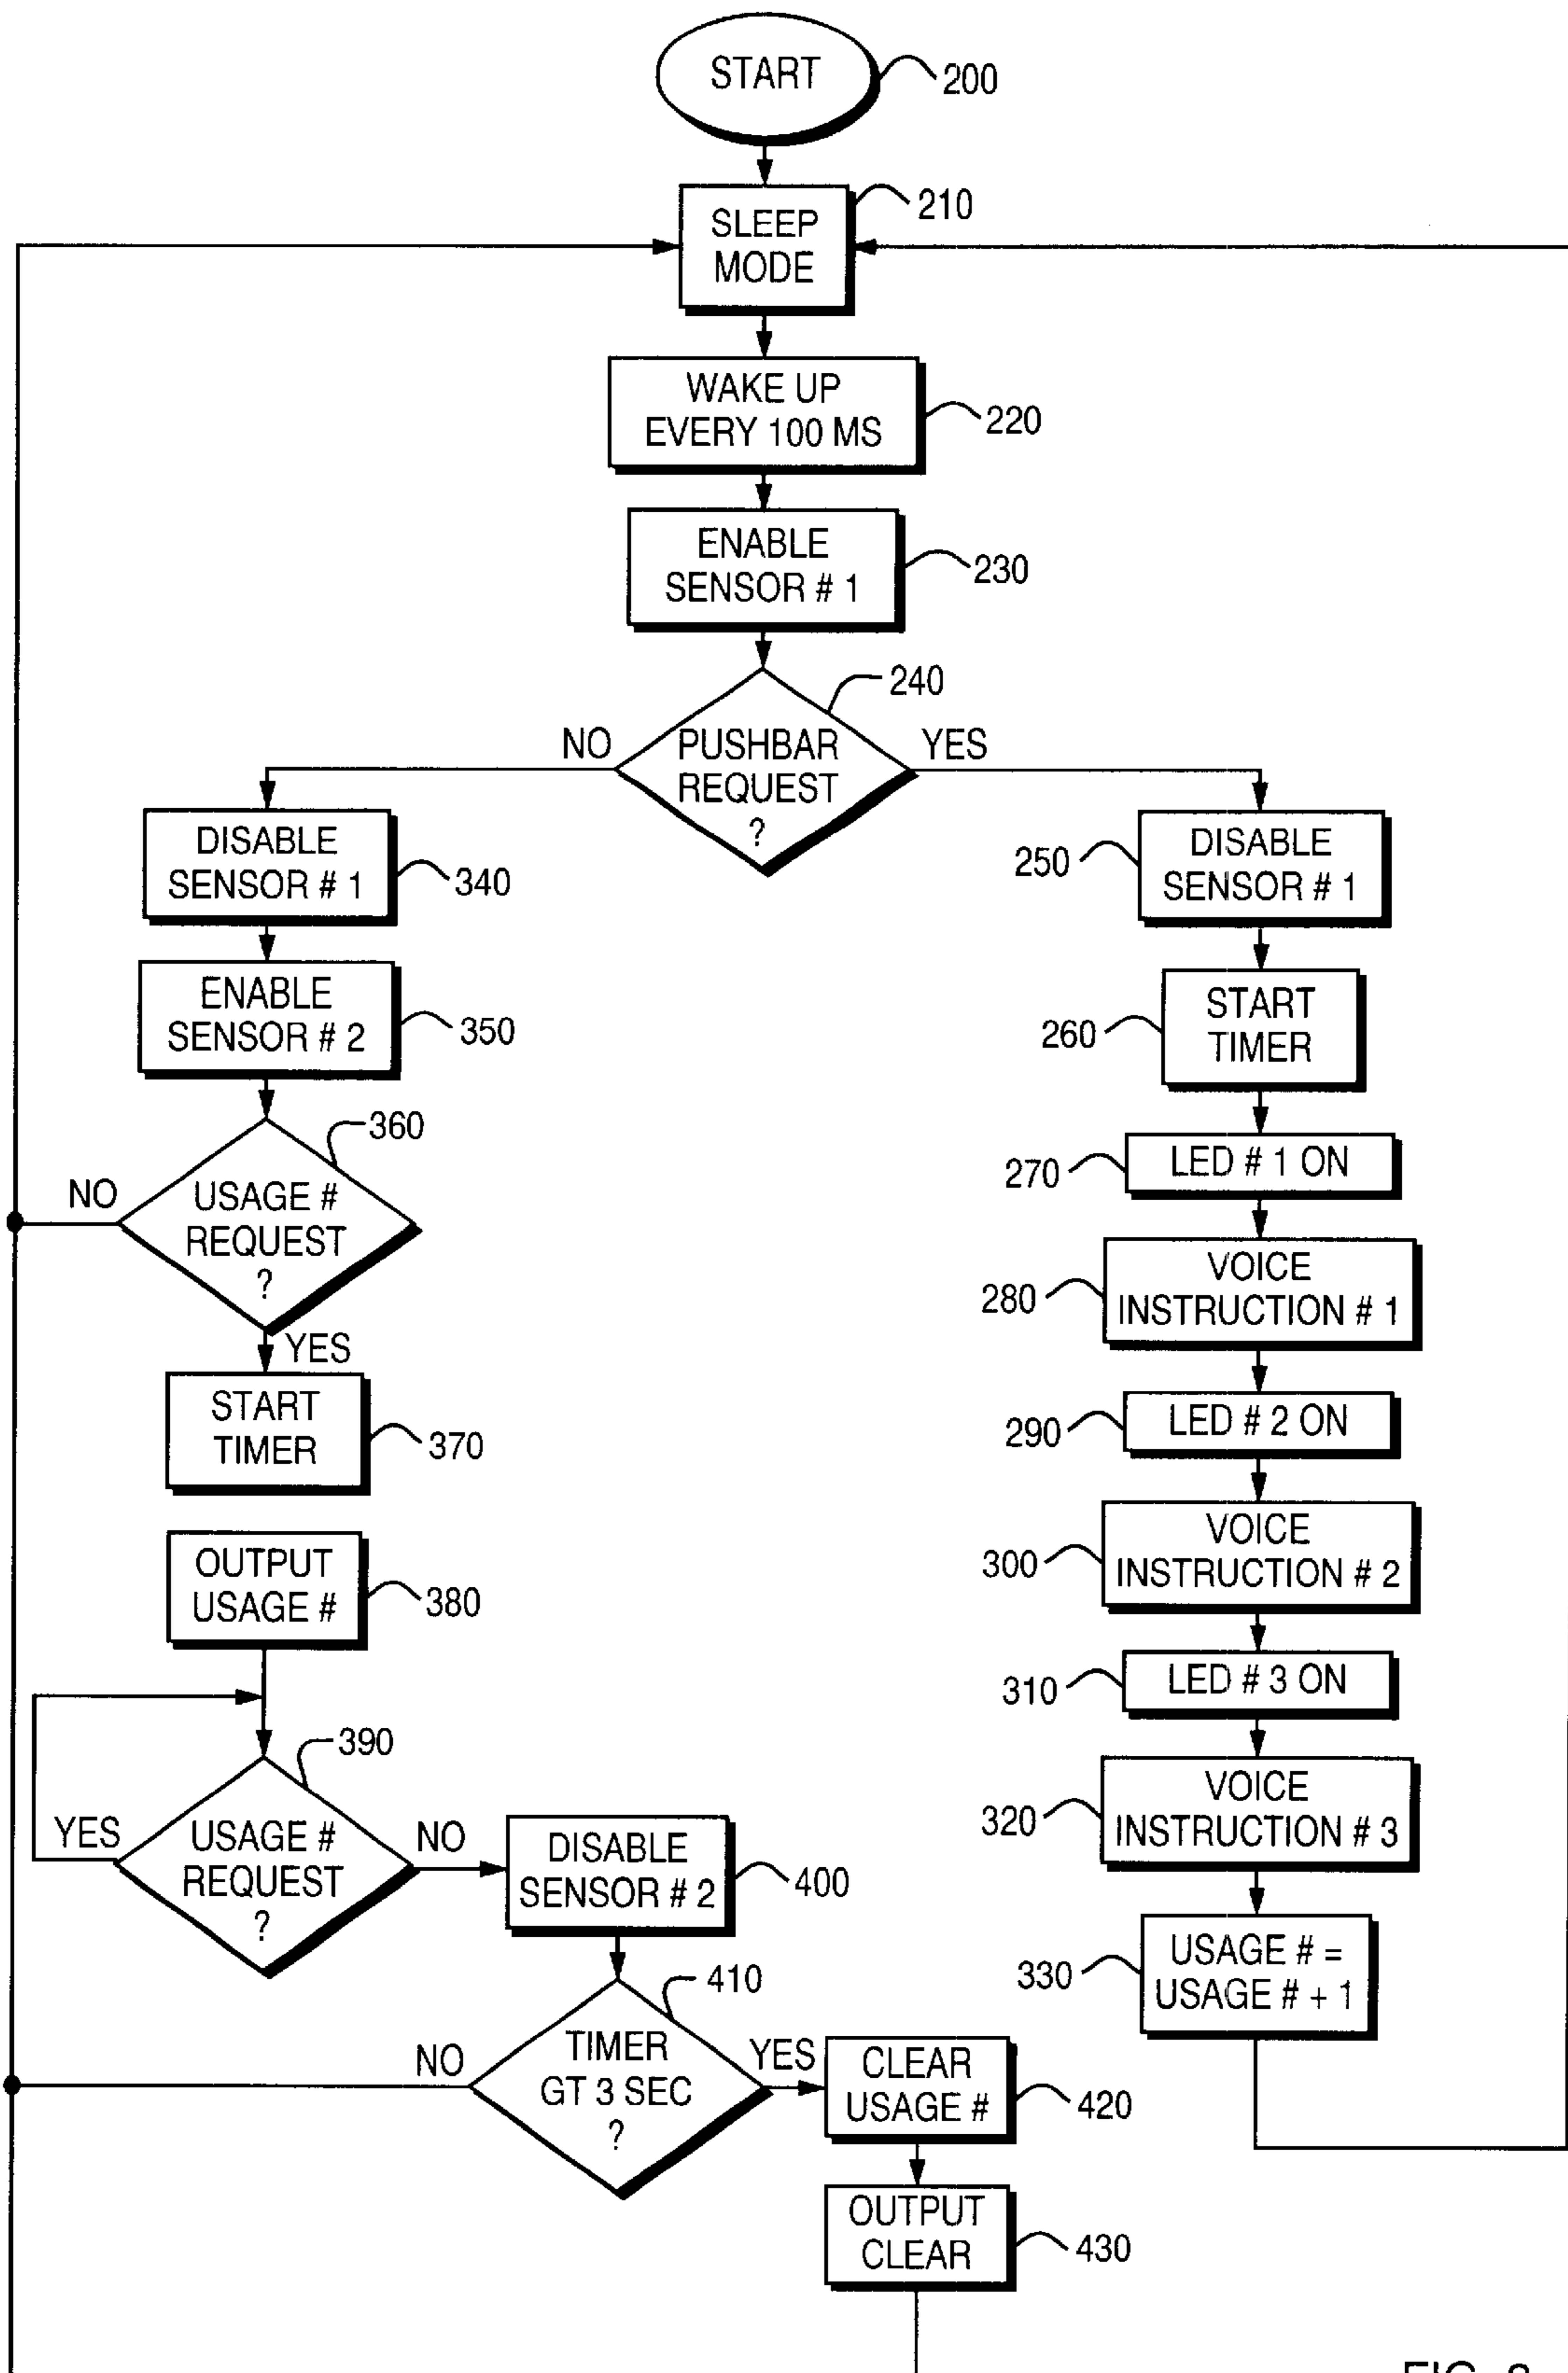 START
200
210
SLEEP
MODE
WAKE UP
EVERY 100 MS
220
ENABLE
SENSOR # 1
230
240
NO
PUSHBAR
REQUEST
?
YES
DISABLE
SENSOR # 1
340
250
DISABLE
SENSOR # 1
ENABLE
SENSOR # 2
350
260
START
TIMER
360
NO
USAGE #
REQUEST
?
YES
270
LED # 1 ON
280
VOICE
INSTRUCTION # 1
START
TIMER
370
290
LED # 2 ON
300
VOICE
INSTRUCTION # 2
OUTPUT
USAGE #
380
310
LED # 3 ON
390
YES
USAGE #
REQUEST
?
NO
DISABLE
SENSOR # 2
400
320
VOICE
INSTRUCTION # 3
330
USAGE # =
USAGE # + 1
410
NO
TIMER
GT 3 SEC
?
YES
CLEAR
USAGE #
420
OUTPUT
CLEAR
430
FIG.